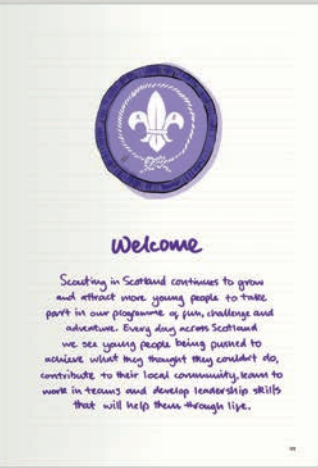 Welcome
Scouting in Scotland continues to grow
and attract more young people to take
part in our programme of fun, challenge and
adventure. Every day across Scotland
we see young people being pushed to
achieve what they thought they couldn't do,
contribute to their local community, learn to
work in teams and develop leadership skills
that will help them through life.